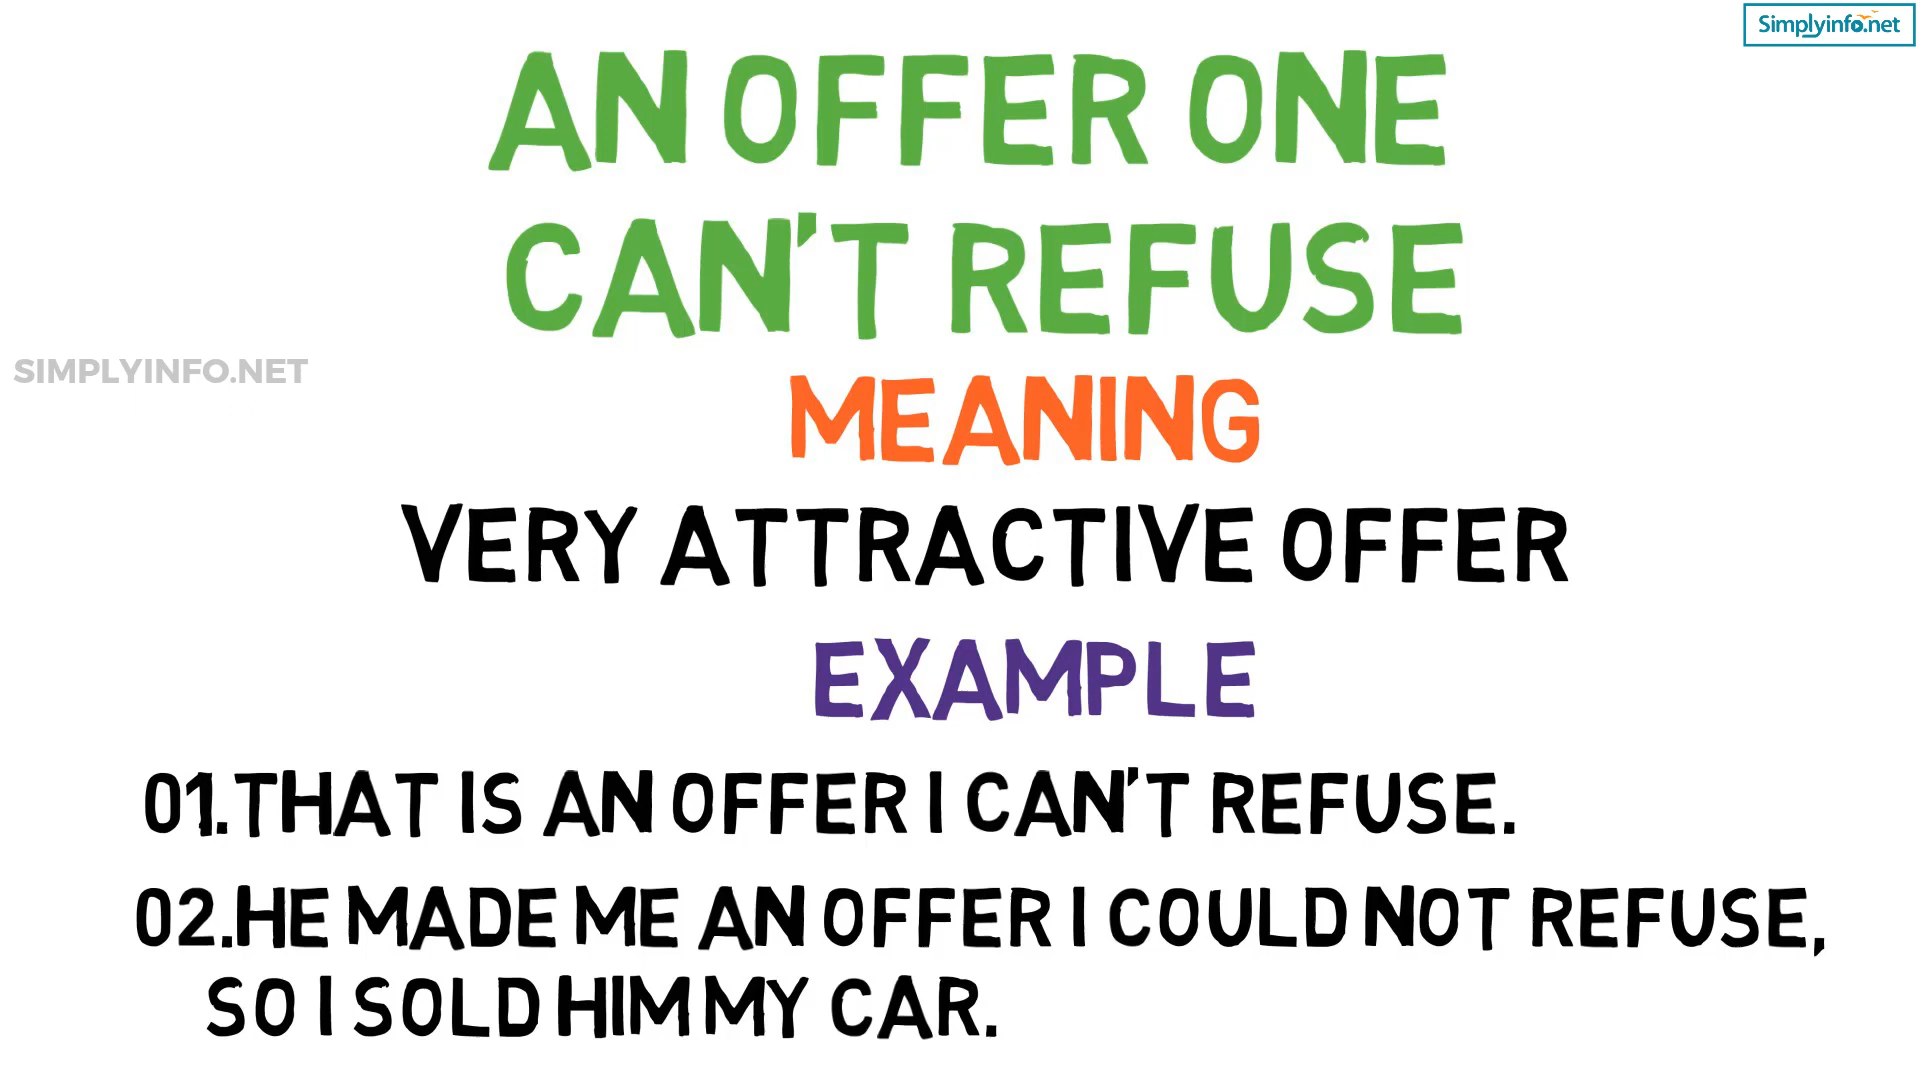 Simplyinfo.net
AN OFFER ONE
CAN'T REFUSE
SIMPLYINFO.NET
MEANING
VERY ATTRACTIVE OFFER
EXAMPLE
01.THAT IS AN OFFER I CAN'T REFUSE.
02.HE MADE ME AN OFFER I COULD NOT REFUSE,
SO I SOLD HIM MY CAR.